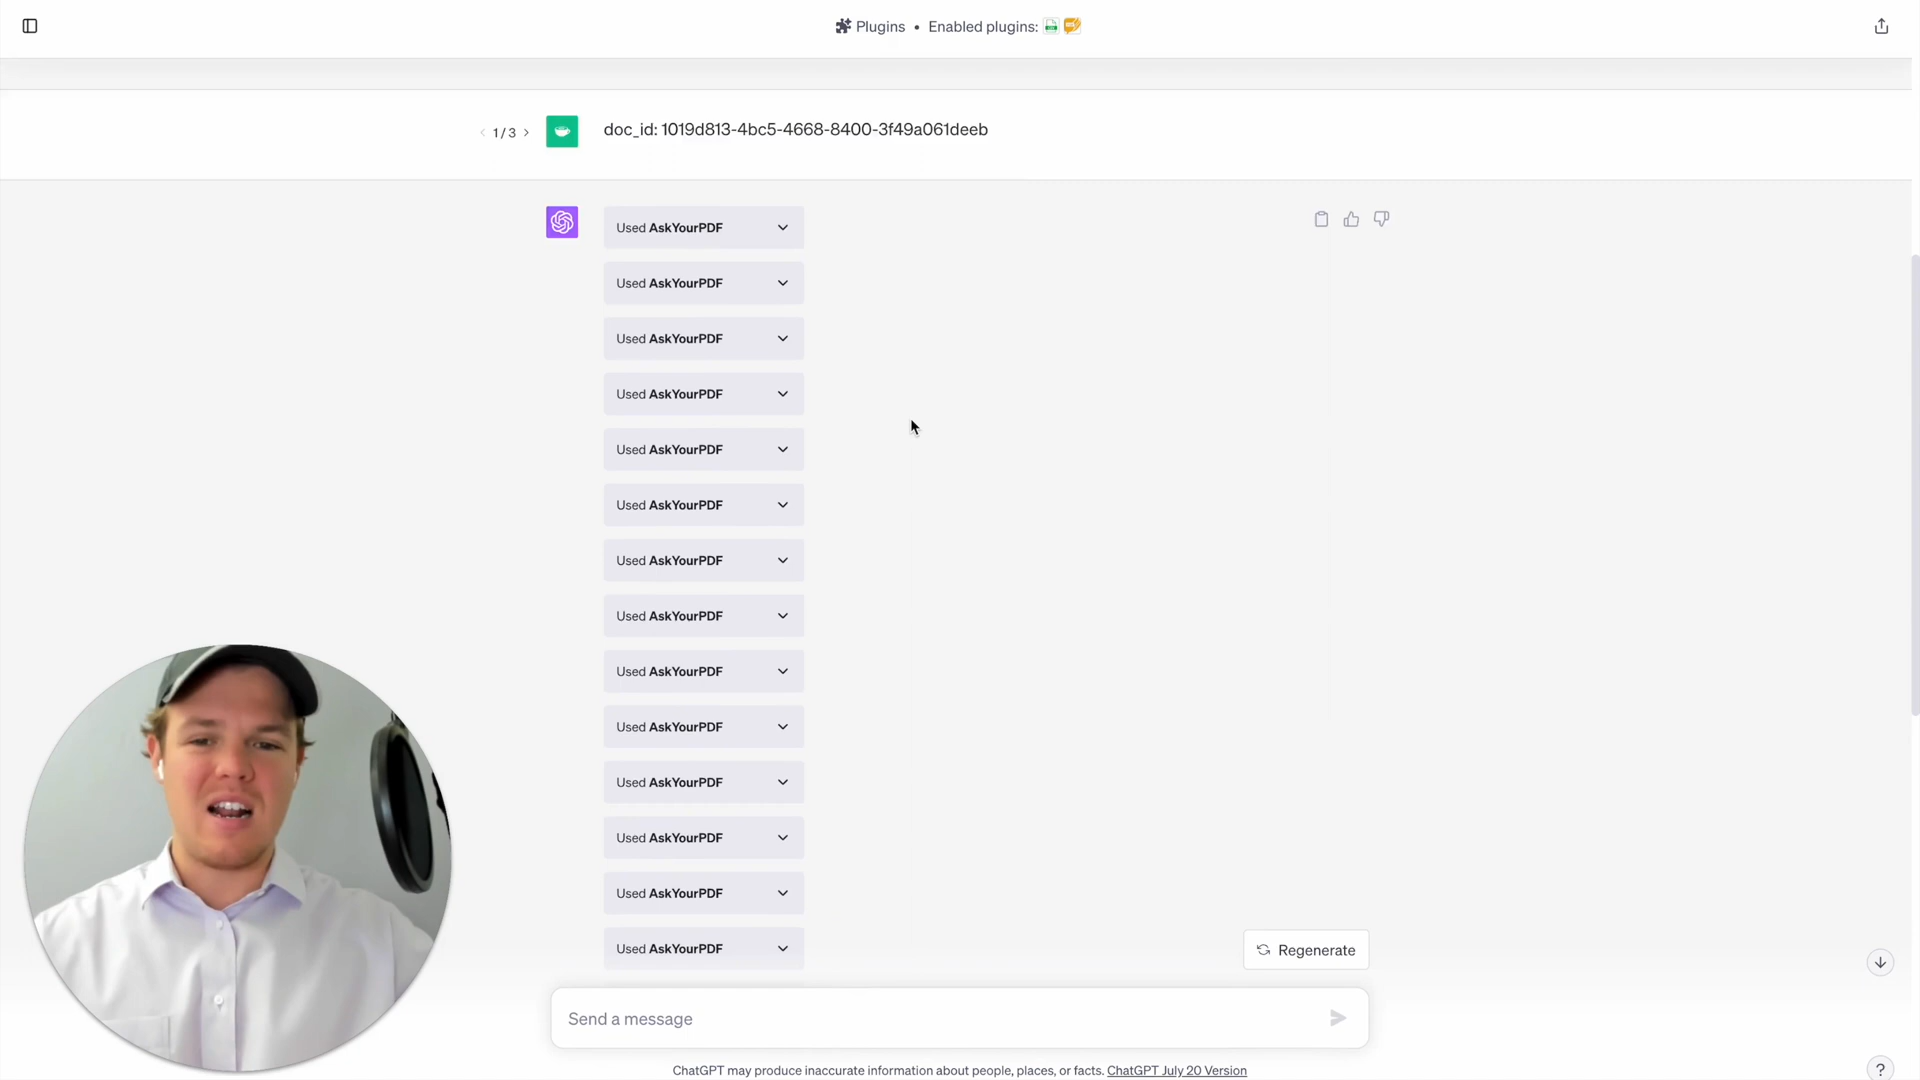 Plugins • Enabled plugins:
1 / 3
doc_id: 1019d813-4bc5-4668-8400-3f49a061deeb
Used AskYourPDF
Used AskYourPDF
Used AskYourPDF
Used AskYourPDF
Used AskYourPDF
Used AskYourPDF
Used AskYourPDF
Used AskYourPDF
Used AskYourPDF
Used AskYourPDF
Used AskYourPDF
Used AskYourPDF
Used AskYourPDF
Used AskYourPDF
Regenerate
Send a message
ChatGPT may produce inaccurate information about people, places, or facts. ChatGPT July 20 Version
?